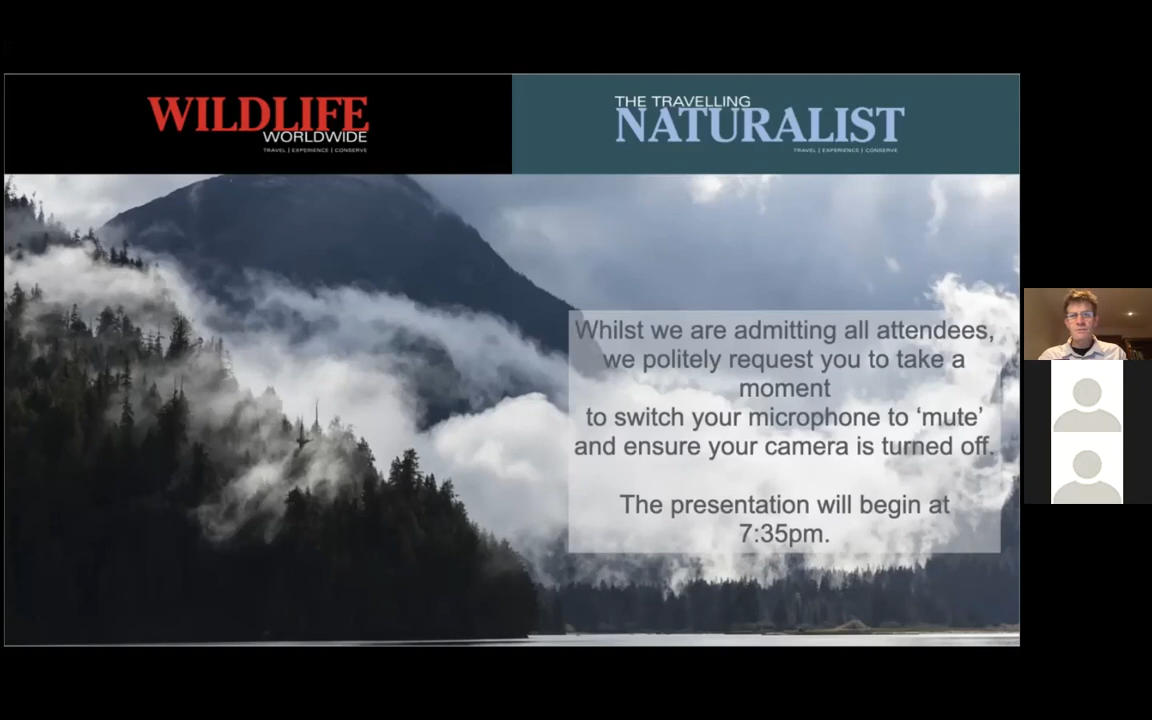 WILDLIFE
WORLDWIDE
TRAVEL | EXPERIENCE | CONSERVE
THE TRAVELLING
NATURALIST
TRAVEL | EXPERIENCE | CONSERVE
Whilst we are admitting all attendees,
we politely request you to take a
moment
to switch your microphone to ‘mute’
and ensure your camera is turned off.
The presentation will begin at
7:35pm.